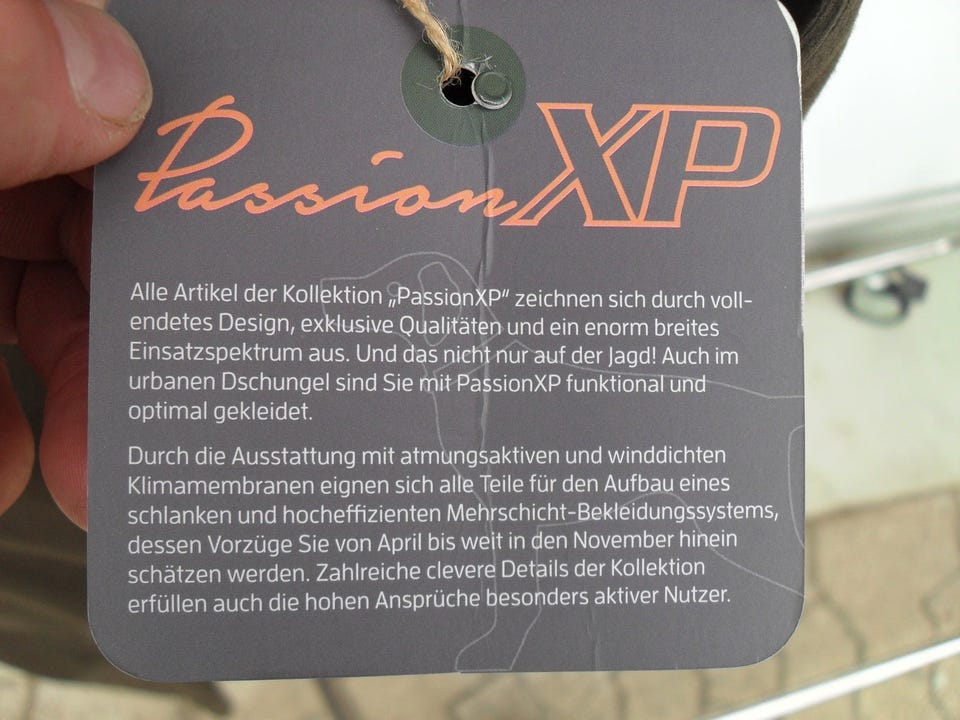 PassionXP
Alle Artikel der Kollektion „PassionXP“ zeichnen sich durch voll-
endetes Design, exklusive Qualitäten und ein enorm breites
Einsatzspektrum aus. Und das nicht nur auf der Jagd! Auch im
urbanen Dschungel sind Sie mit PassionXP funktional und
optimal gekleidet.
Durch die Ausstattung mit atmungsaktiven und winddichten
Klimamembranen eignen sich alle Teile für den Aufbau eines
schlanken und hocheffizienten Mehrschicht-Bekleidungssystems,
dessen Vorzüge Sie von April bis weit in den November hinein
schätzen werden. Zahlreiche clevere Details der Kollektion
erfüllen auch die hohen Ansprüche besonders aktiver Nutzer.